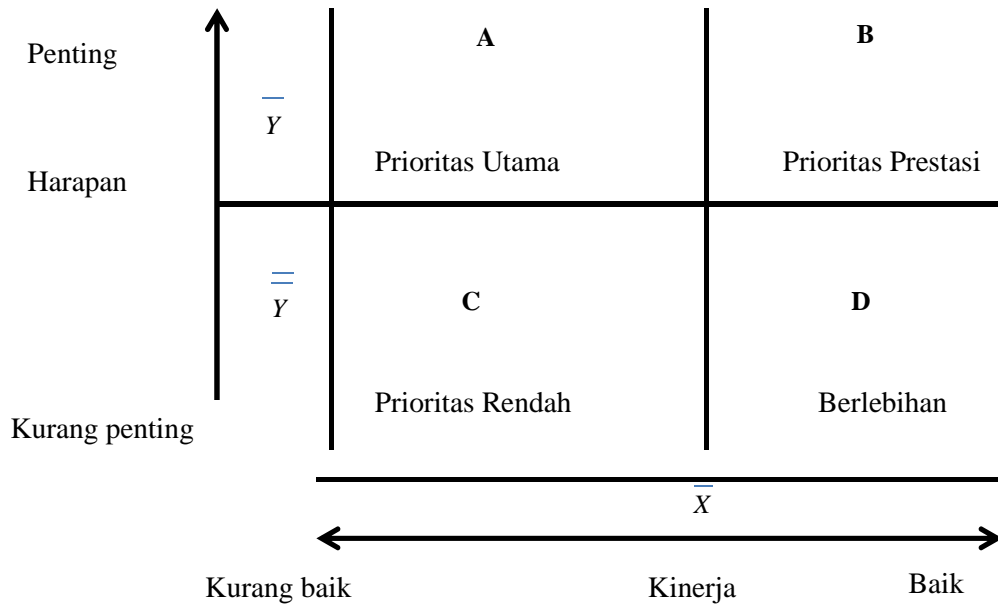 Penting
A
B
Y̅
Prioritas Utama
Prioritas Prestasi
Harapan
Y̿
C
D
Prioritas Rendah
Berlebihan
Kurang penting
X̅
Kurang baik
Kinerja
Baik